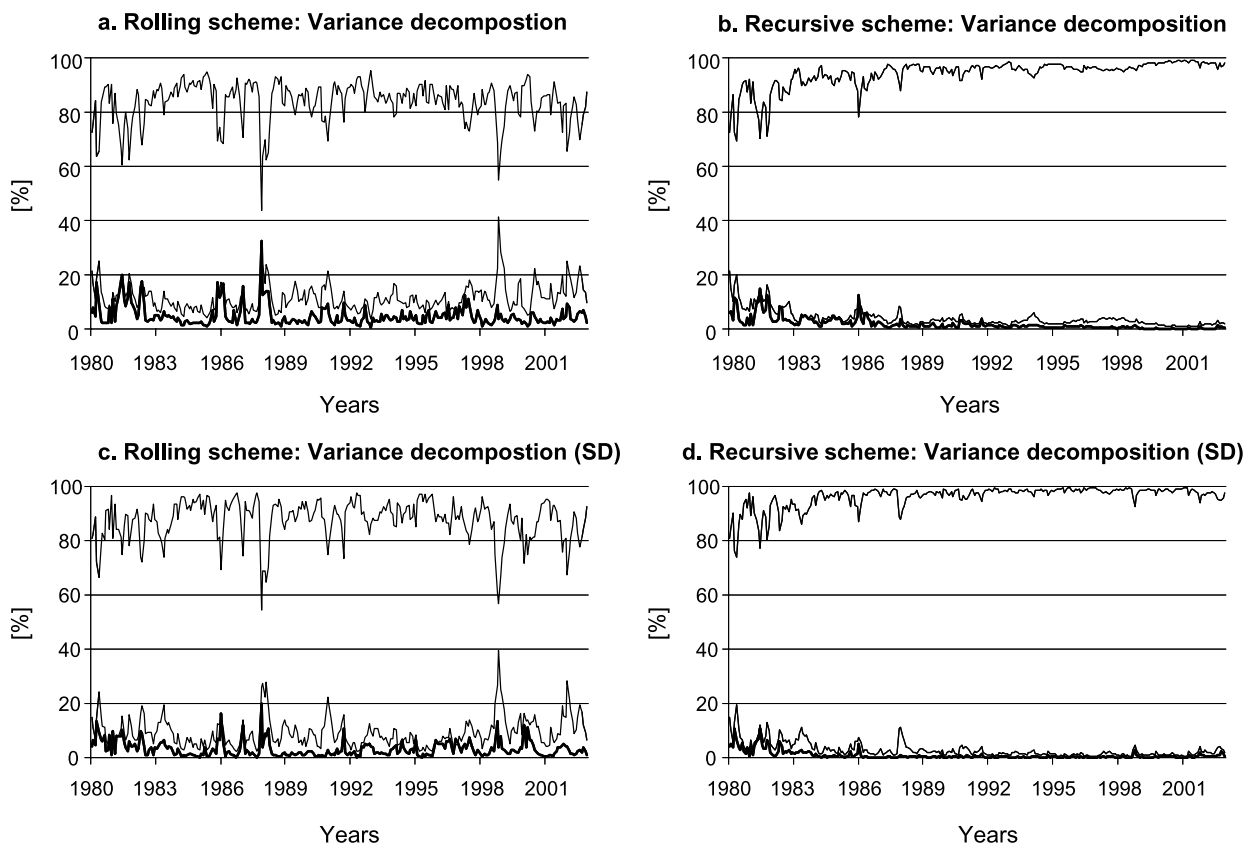 a. Rolling scheme: Variance decompostion
[%]
100
80
60
40
20
0
1980 1983 1986 1989 1992 1995 1998 2001
Years
b. Recursive scheme: Variance decomposition
[%]
100
80
60
40
20
0
1980 1983 1986 1989 1992 1995 1998 2001
Years
c. Rolling scheme: Variance decompostion (SD)
[%]
100
80
60
40
20
0
1980 1983 1986 1989 1992 1995 1998 2001
Years
d. Recursive scheme: Variance decomposition (SD)
[%]
100
80
60
40
20
0
1980 1983 1986 1989 1992 1995 1998 2001
Years